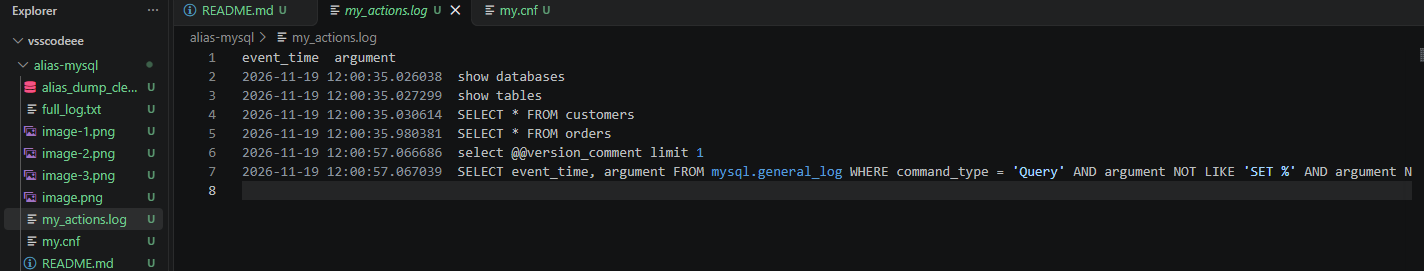 Explorer ...
vsscodeee
alias-mysql
alias_dump_cle... U
full_log.txt U
image-1.png U
image-2.png U
image-3.png U
image.png U
my_actions.log U
my.cnf U
README.md U
README.md U
my_actions.log U
my.cnf U
alias-mysql > my_actions.log
1 event_time argument
2 2026-11-19 12:00:35.026038 show databases
3 2026-11-19 12:00:35.027299 show tables
4 2026-11-19 12:00:35.030614 SELECT * FROM customers
5 2026-11-19 12:00:35.980381 SELECT * FROM orders
6 2026-11-19 12:00:57.066686 select @@version_comment limit 1
7 2026-11-19 12:00:57.067039 SELECT event_time, argument FROM mysql.general_log WHERE command_type = 'Query' AND argument NOT LIKE 'SET %' AND argument N
8